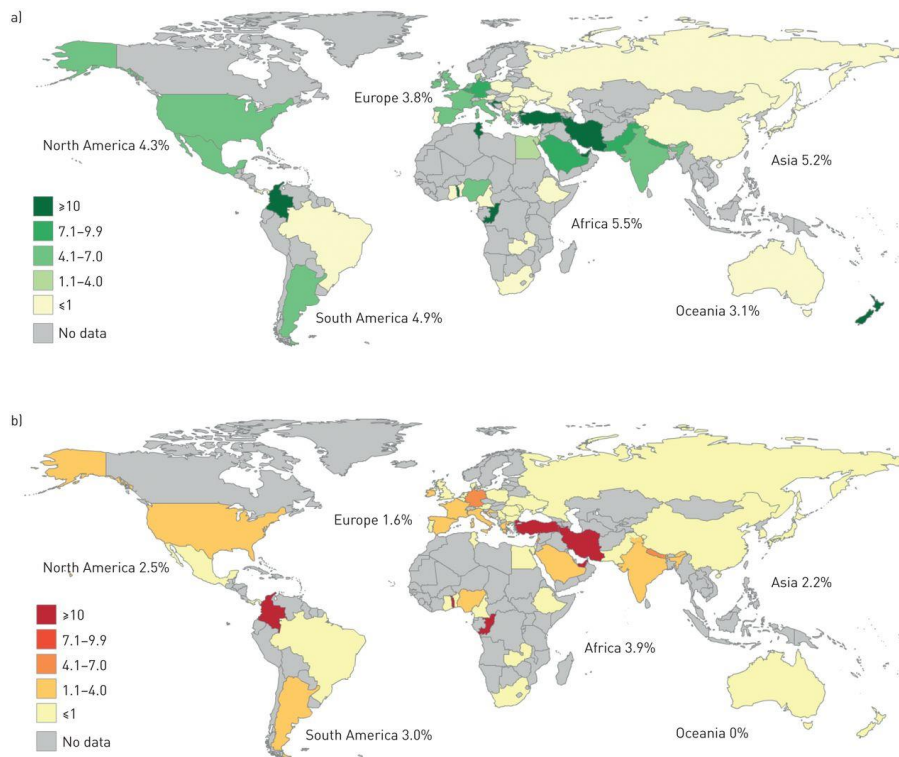 a)
Europe 3.8%
North America 4.3%
Asia 5.2%
⩾10
7.1–9.9
4.1–7.0
1.1–4.0
⩽1
No data
Africa 5.5%
South America 4.9%
Oceania 3.1%
b)
Europe 1.6%
North America 2.5%
Asia 2.2%
⩾10
7.1–9.9
4.1–7.0
1.1–4.0
⩽1
No data
Africa 3.9%
South America 3.0%
Oceania 0%